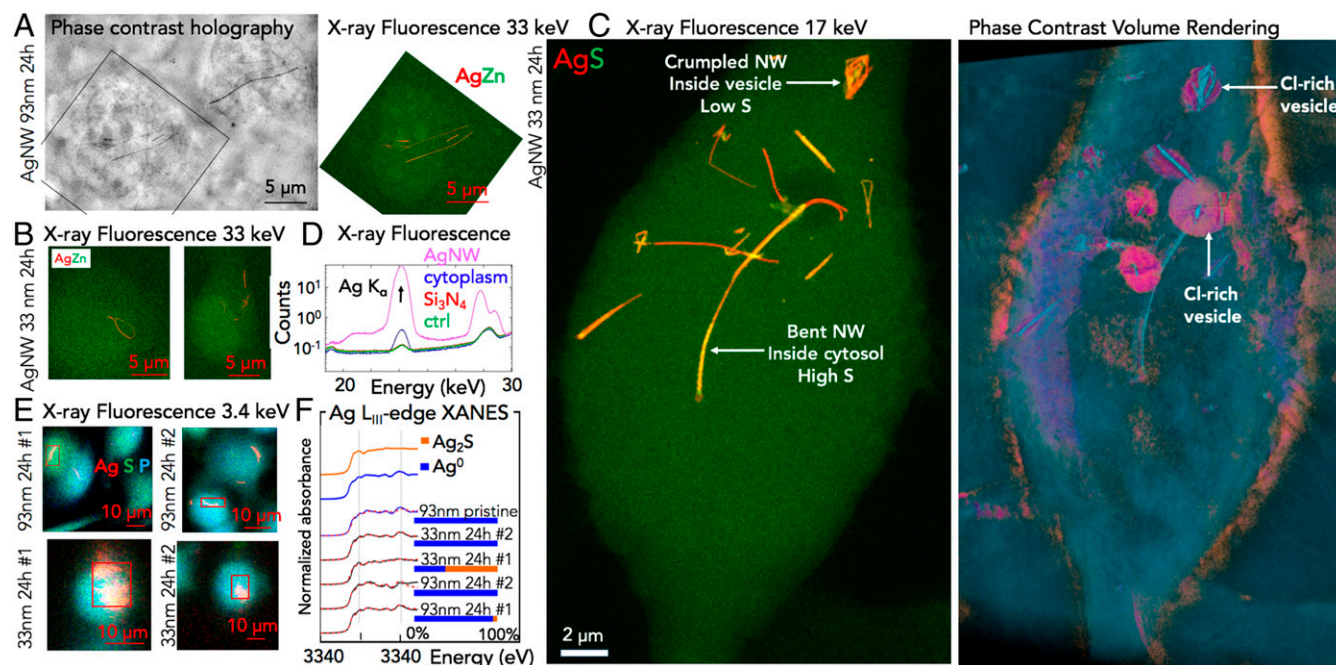 A Phase contrast holography
X-ray Fluorescence 33 keV
AgNW 93nm 24h
AgZn
5 µm
5 µm
B X-ray Fluorescence 33 keV
AgNW 33 nm 24h
AgZn
5 µm
5 µm
D X-ray Fluorescence
AgNW
cytoplasm
Si3N4
ctrl
Ag Kα
Counts
10¹
10⁰
10⁻¹
20
30
Energy (keV)
E X-ray Fluorescence 3.4 keV
93nm 24h #1
Ag S P
10 µm
93nm 24h #2
10 µm
33nm 24h #1
10 µm
33nm 24h #2
10 µm
F Ag LIII-edge XANES
Normalized absorbance
Ag2S
Ag⁰
93nm pristine
33nm 24h #2
33nm 24h #1
93nm 24h #2
93nm 24h #1
0% 100%
3340 3340 Energy (eV)
C X-ray Fluorescence 17 keV
AgNW 33 nm 24h
AgS
Crumpled NW
Inside vesicle
Low S
Bent NW
Inside cytosol
High S
2 µm
Phase Contrast Volume Rendering
Cl-rich
vesicle
Cl-rich
vesicle